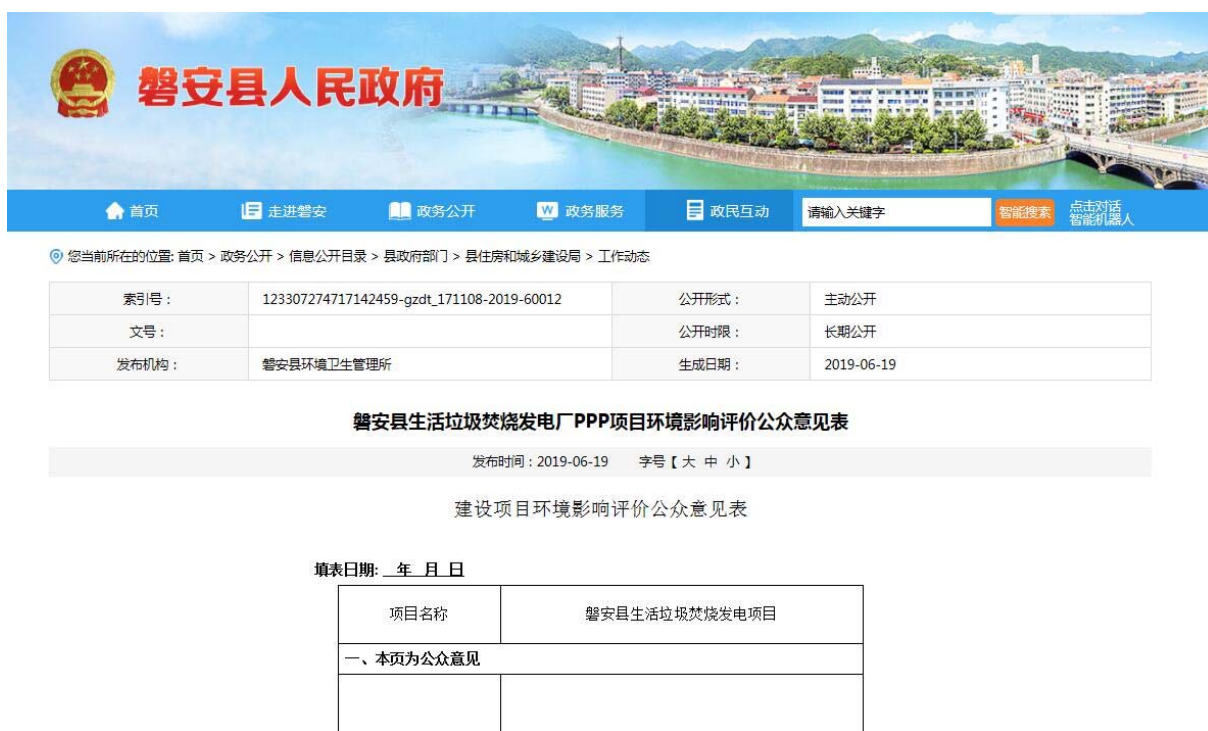 磐安县人民政府
首页 走进磐安 政务公开 政务服务 政民互动 请输入关键字 智能搜索 点击对话
智能机器人
您当前所在的位置: 首页 > 政务公开 > 信息公开目录 > 县政府部门 > 县住房和城乡建设局 > 工作动态
索引号： 123307274717142459-gzdt_171108-2019-60012 公开形式： 主动公开
文号： 公开时限： 长期公开
发布机构： 磐安县环境卫生管理所 生成日期： 2019-06-19
磐安县生活垃圾焚烧发电厂PPP项目环境影响评价公众意见表
发布时间：2019-06-19 字号【 大 中 小 】
建设项目环境影响评价公众意见表
填表日期: 年 月 日
项目名称 磐安县生活垃圾焚烧发电项目
一、本页为公众意见